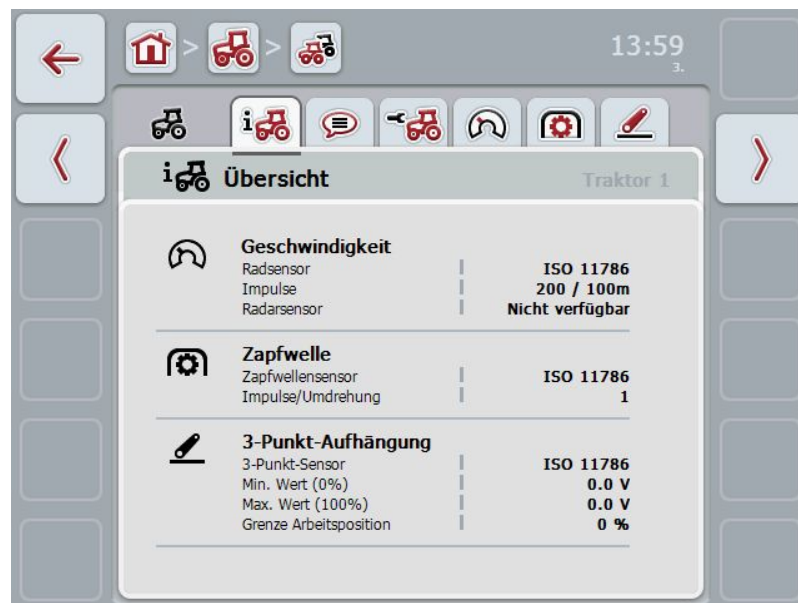 > >
13:59
3.
Übersicht Traktor 1
Geschwindigkeit
Radsensor ISO 11786
Impulse 200 / 100m
Radarsensor Nicht verfügbar
Zapfwelle
Zapfwellensensor ISO 11786
Impulse/Umdrehung 1
3-Punkt-Aufhängung
3-Punkt-Sensor ISO 11786
Min. Wert (0%) 0.0 V
Max. Wert (100%) 0.0 V
Grenze Arbeitsposition 0 %